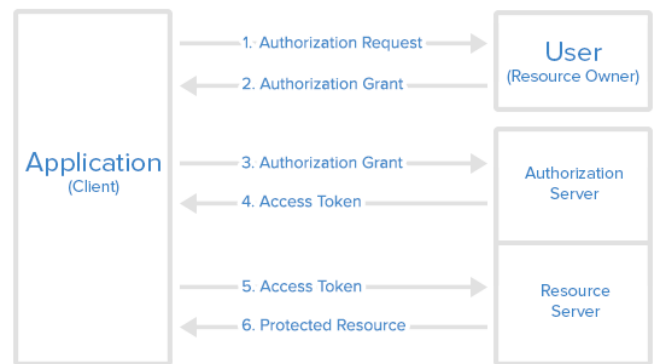 1. Authorization Request
User
(Resource Owner)
2. Authorization Grant
Application
(Client)
3. Authorization Grant
Authorization
Server
4. Access Token
5. Access Token
Resource
Server
6. Protected Resource